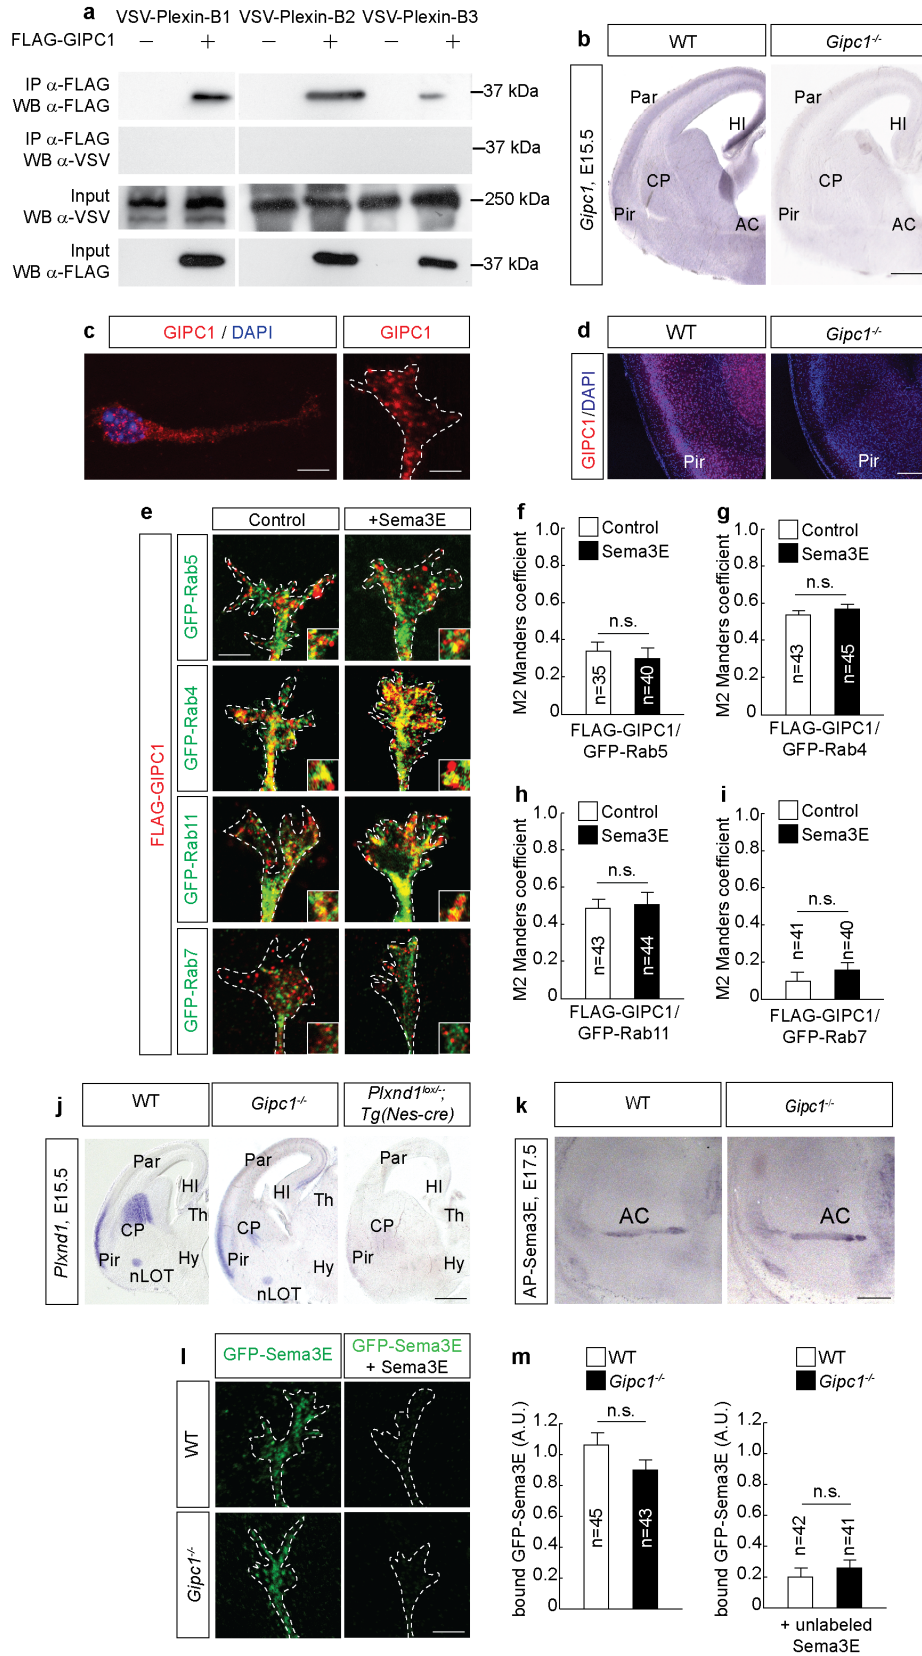 a
VSV-Plexin-B1 VSV-Plexin-B2 VSV-Plexin-B3
FLAG-GIPC1 − + − + − +
IP α-FLAG
WB α-FLAG
37 kDa
IP α-FLAG
WB α-VSV
37 kDa
Input
WB α-VSV
250 kDa
Input
WB α-FLAG
37 kDa
b
WT
Gipc1-/-
Gipc1, E15.5
Par
HI
CP
Pir
AC
Par
HI
CP
Pir
AC
c
GIPC1 / DAPI
GIPC1
d
WT
Gipc1-/-
GIPC1/DAPI
Pir
Pir
e
Control
+Sema3E
FLAG-GIPC1
GFP-Rab5
GFP-Rab4
GFP-Rab11
GFP-Rab7
f
Control
Sema3E
M2 Manders coefficient
1.0
0.8
0.6
0.4
0.2
0
n.s.
n=35
n=40
FLAG-GIPC1/
GFP-Rab5
g
Control
Sema3E
M2 Manders coefficient
1.0
0.8
0.6
0.4
0.2
0
n.s.
n=43
n=45
FLAG-GIPC1/
GFP-Rab4
h
Control
Sema3E
M2 Manders coefficient
1.0
0.8
0.6
0.4
0.2
0
n.s.
n=43
n=44
FLAG-GIPC1/
GFP-Rab11
i
Control
Sema3E
M2 Manders coefficient
1.0
0.8
0.6
0.4
0.2
0
n.s.
n=41
n=40
FLAG-GIPC1/
GFP-Rab7
j
WT
Gipc1-/-
Plxnd1lox/-;
Tg(Nes-cre)
Plxnd1, E15.5
Par
HI
Th
CP
Pir
Hy
nLOT
Par
HI
Th
CP
Pir
Hy
nLOT
Par
HI
Th
CP
Pir
Hy
k
WT
Gipc1-/-
AP-Sema3E, E17.5
AC
AC
l
GFP-Sema3E
GFP-Sema3E
+ Sema3E
WT
Gipc1-/-
m
WT
Gipc1-/-
bound GFP-Sema3E (A.U.)
1.2
1.0
0.8
0.6
0.4
0.2
0
n.s.
n=45
n=43
WT
Gipc1-/-
bound GFP-Sema3E (A.U.)
1.2
1.0
0.8
0.6
0.4
0.2
0
n.s.
n=42
n=41
+ unlabeled
Sema3E